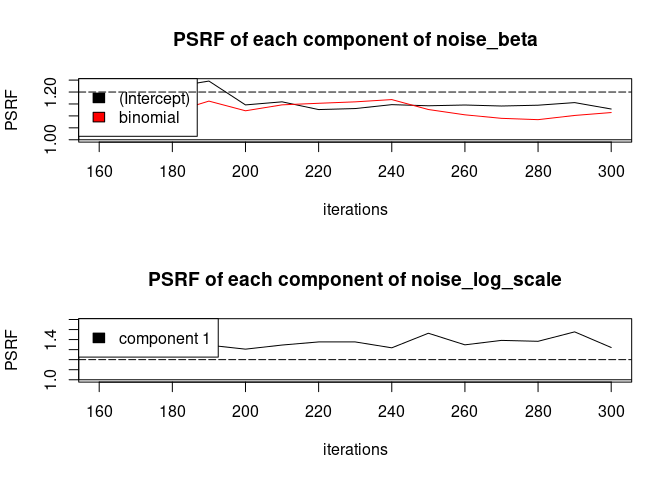 PSRF of each component of noise_beta
PSRF
1.00 1.20
(Intercept)
binomial
160 180 200 220 240 260 280 300
iterations
PSRF of each component of noise_log_scale
PSRF
1.0 1.4
component 1
160 180 200 220 240 260 280 300
iterations